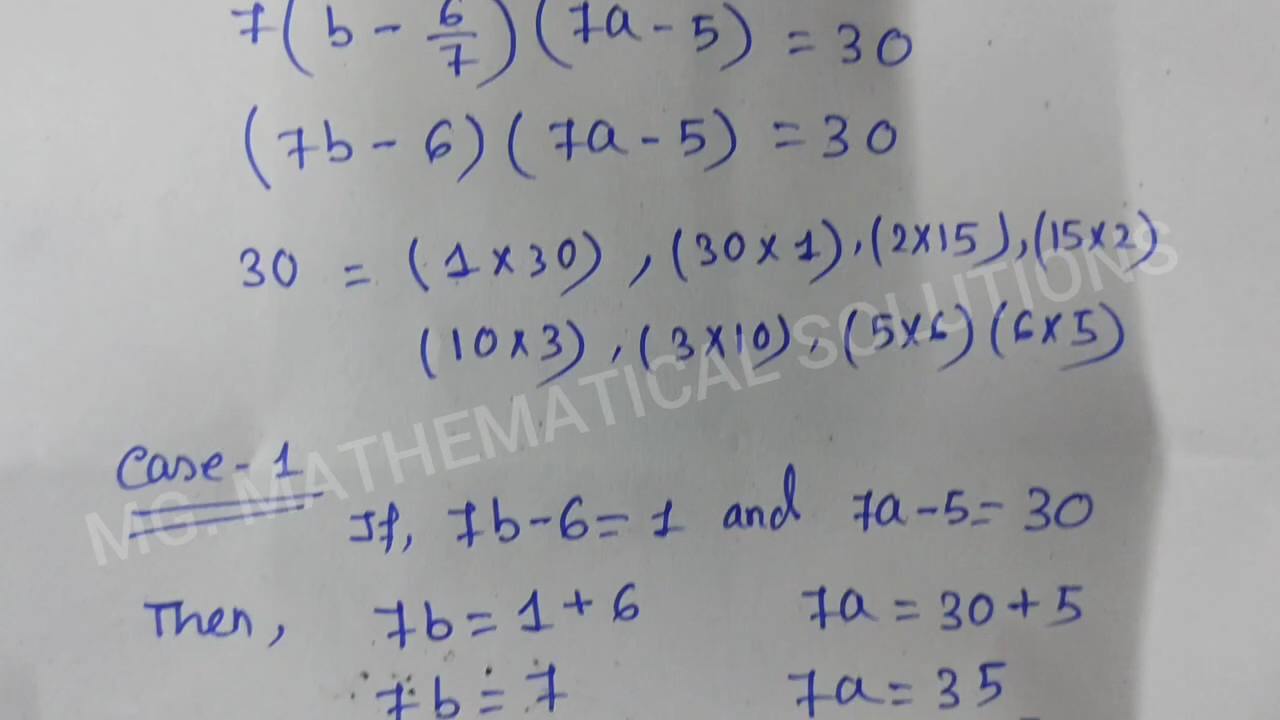 7(b - 6/7)(7a - 5) = 30
(7b - 6)(7a - 5) = 30
30 = (1 × 30), (30 × 1), (2×15), (15×2)
(10×3), (3×10), (5×6) (6×5)
Case-1
If, 7b-6=1 and 7a-5=30
Then, 7b=1+6 7a=30+5
7b=7 7a=35
MG. MATHEMATICAL SOLUTIONS